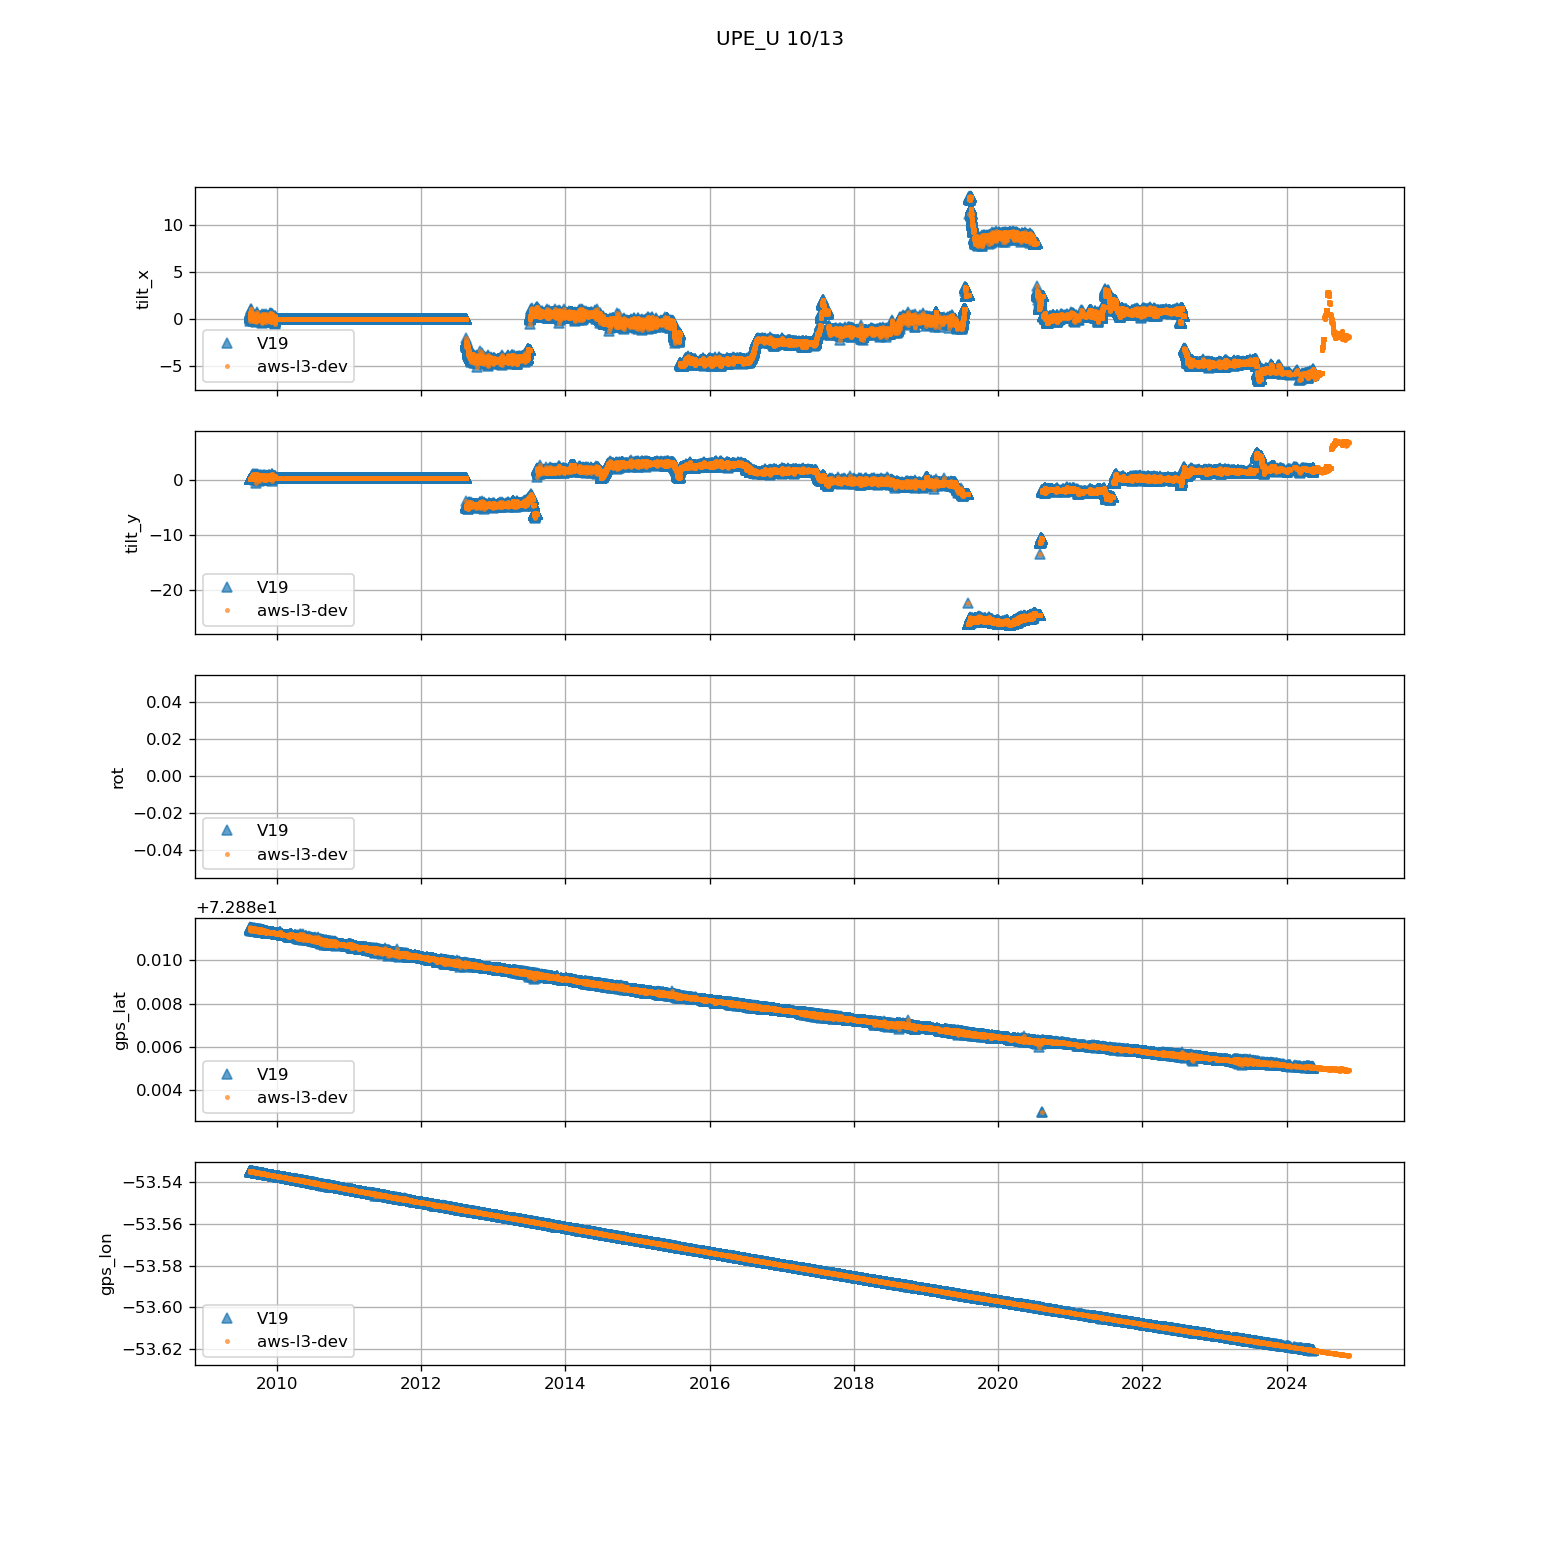 UPE_U 10/13
tilt_x
10
5
0
−5
V19
aws-l3-dev
tilt_y
0
−10
−20
V19
aws-l3-dev
rot
0.04
0.02
0.00
−0.02
−0.04
V19
aws-l3-dev
+7.288e1
gps_lat
0.010
0.008
0.006
0.004
V19
aws-l3-dev
gps_lon
−53.54
−53.56
−53.58
−53.60
−53.62
V19
aws-l3-dev
2010 2012 2014 2016 2018 2020 2022 2024